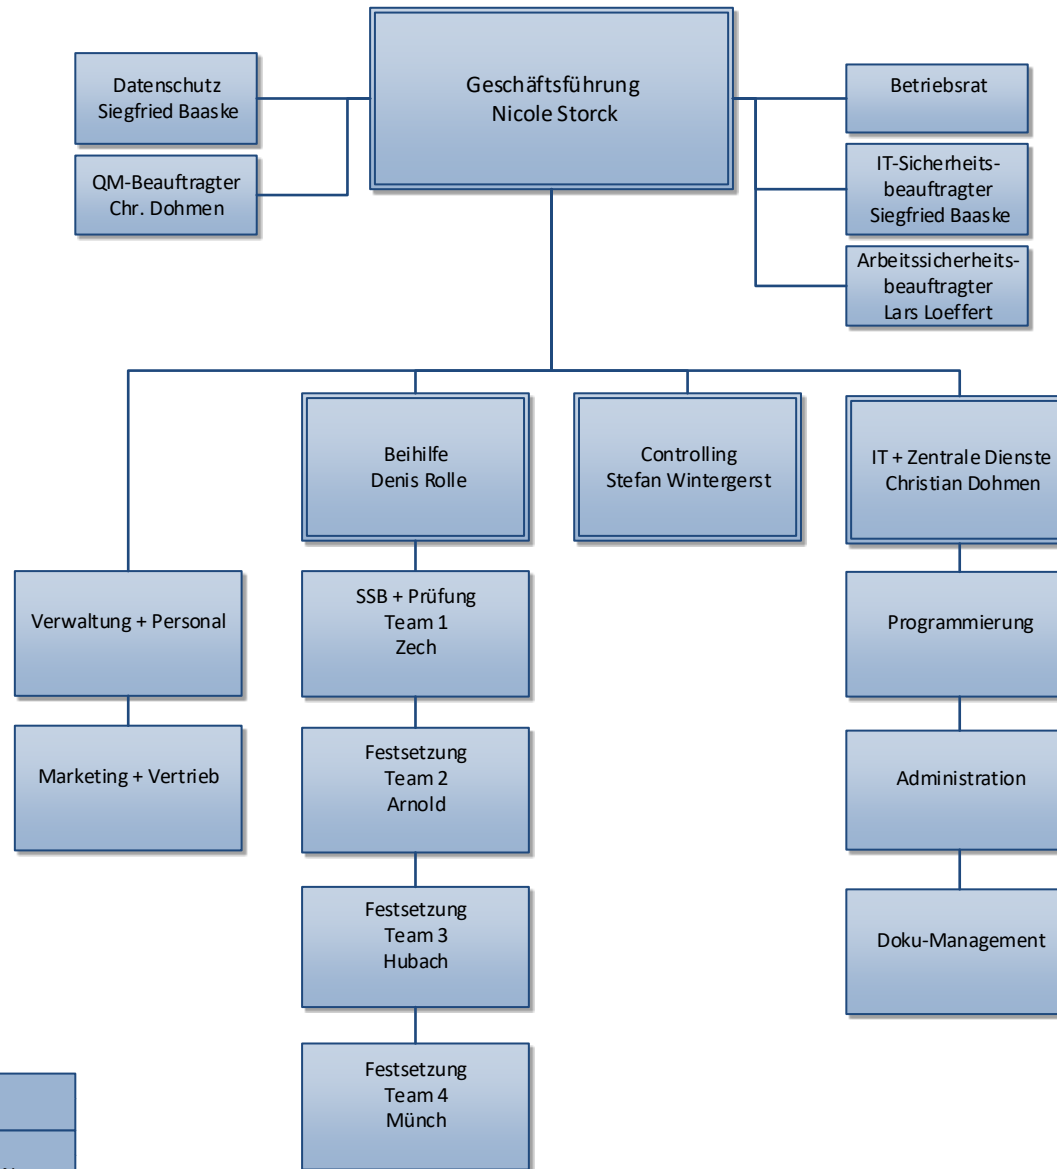 Geschäftsführung
Nicole Storck
Datenschutz
Siegfried Baaske
QM-Beauftragter
Chr. Dohmen
Betriebsrat
IT-Sicherheits-
beauftragter
Siegfried Baaske
Arbeitssicherheits-
beauftragter
Lars Loeffert
Beihilfe
Denis Rolle
Controlling
Stefan Wintergerst
IT + Zentrale Dienste
Christian Dohmen
Verwaltung + Personal
SSB + Prüfung
Team 1
Zech
Programmierung
Marketing + Vertrieb
Festsetzung
Team 2
Arnold
Administration
Festsetzung
Team 3
Hubach
Doku-Management
Festsetzung
Team 4
Münch